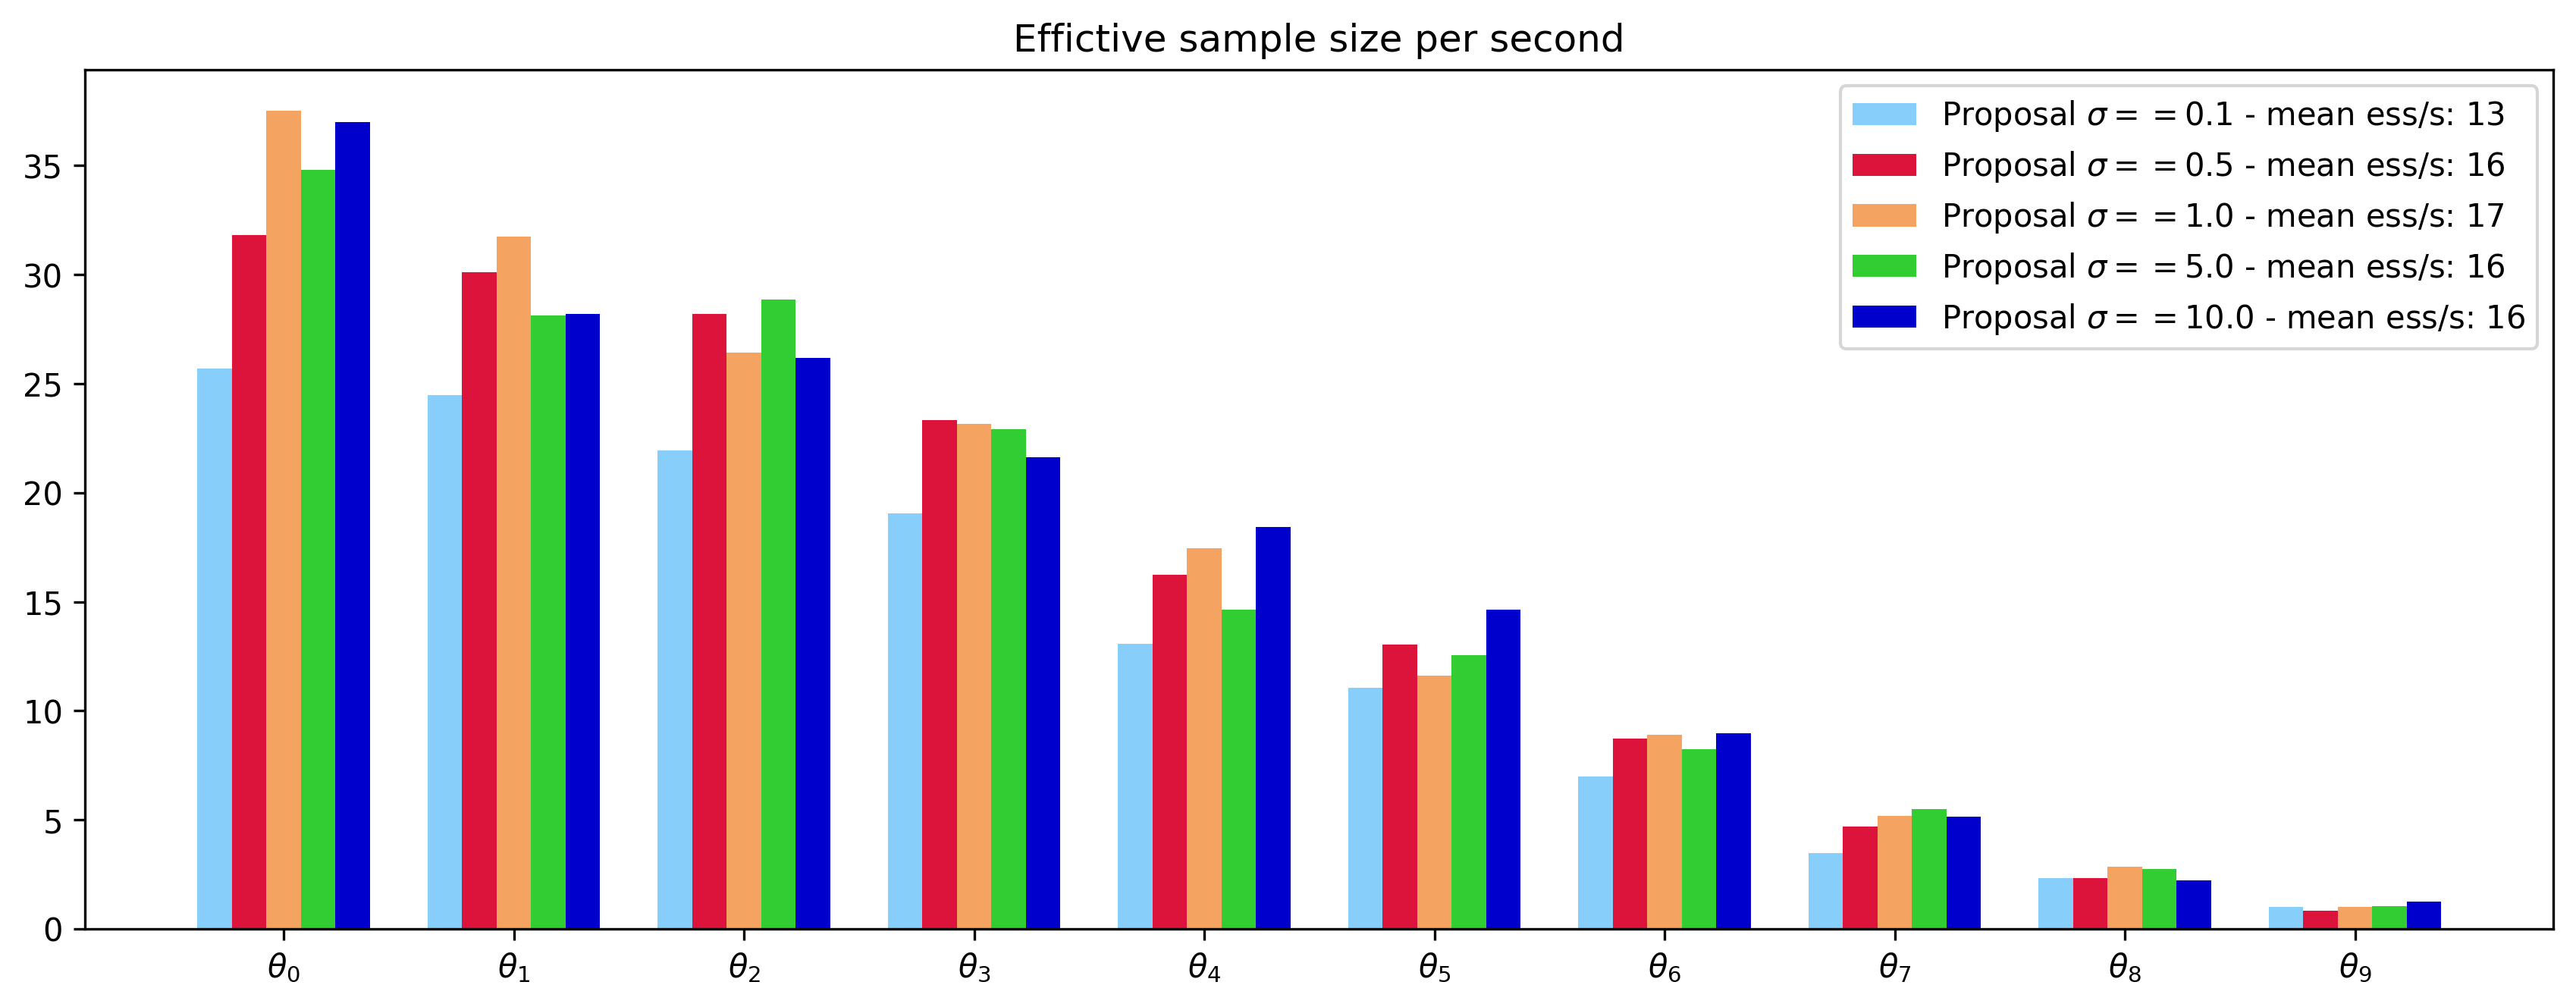 Effictive sample size per second
Proposal σ == 0.1 - mean ess/s: 13
Proposal σ == 0.5 - mean ess/s: 16
Proposal σ == 1.0 - mean ess/s: 17
Proposal σ == 5.0 - mean ess/s: 16
Proposal σ == 10.0 - mean ess/s: 16
35
30
25
20
15
10
5
0
θ0 θ1 θ2 θ3 θ4 θ5 θ6 θ7 θ8 θ9